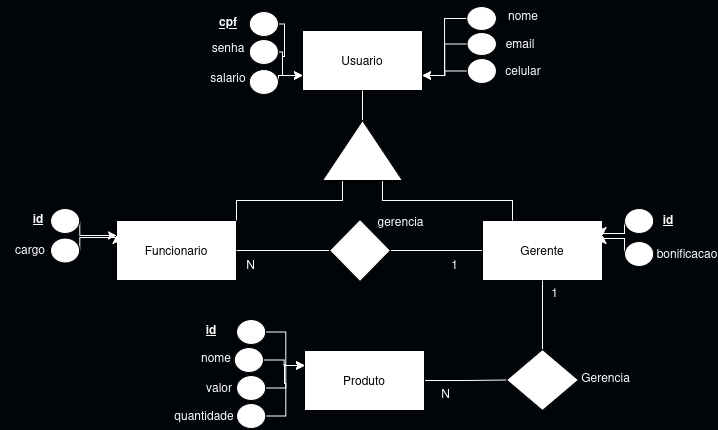 cpf
nome
senha
Usuario
email
salario
celular
gerencia
id
id
cargo
Funcionario
Gerente
bonificacao
N
1
1
id
nome
Produto
Gerencia
valor
N
quantidade